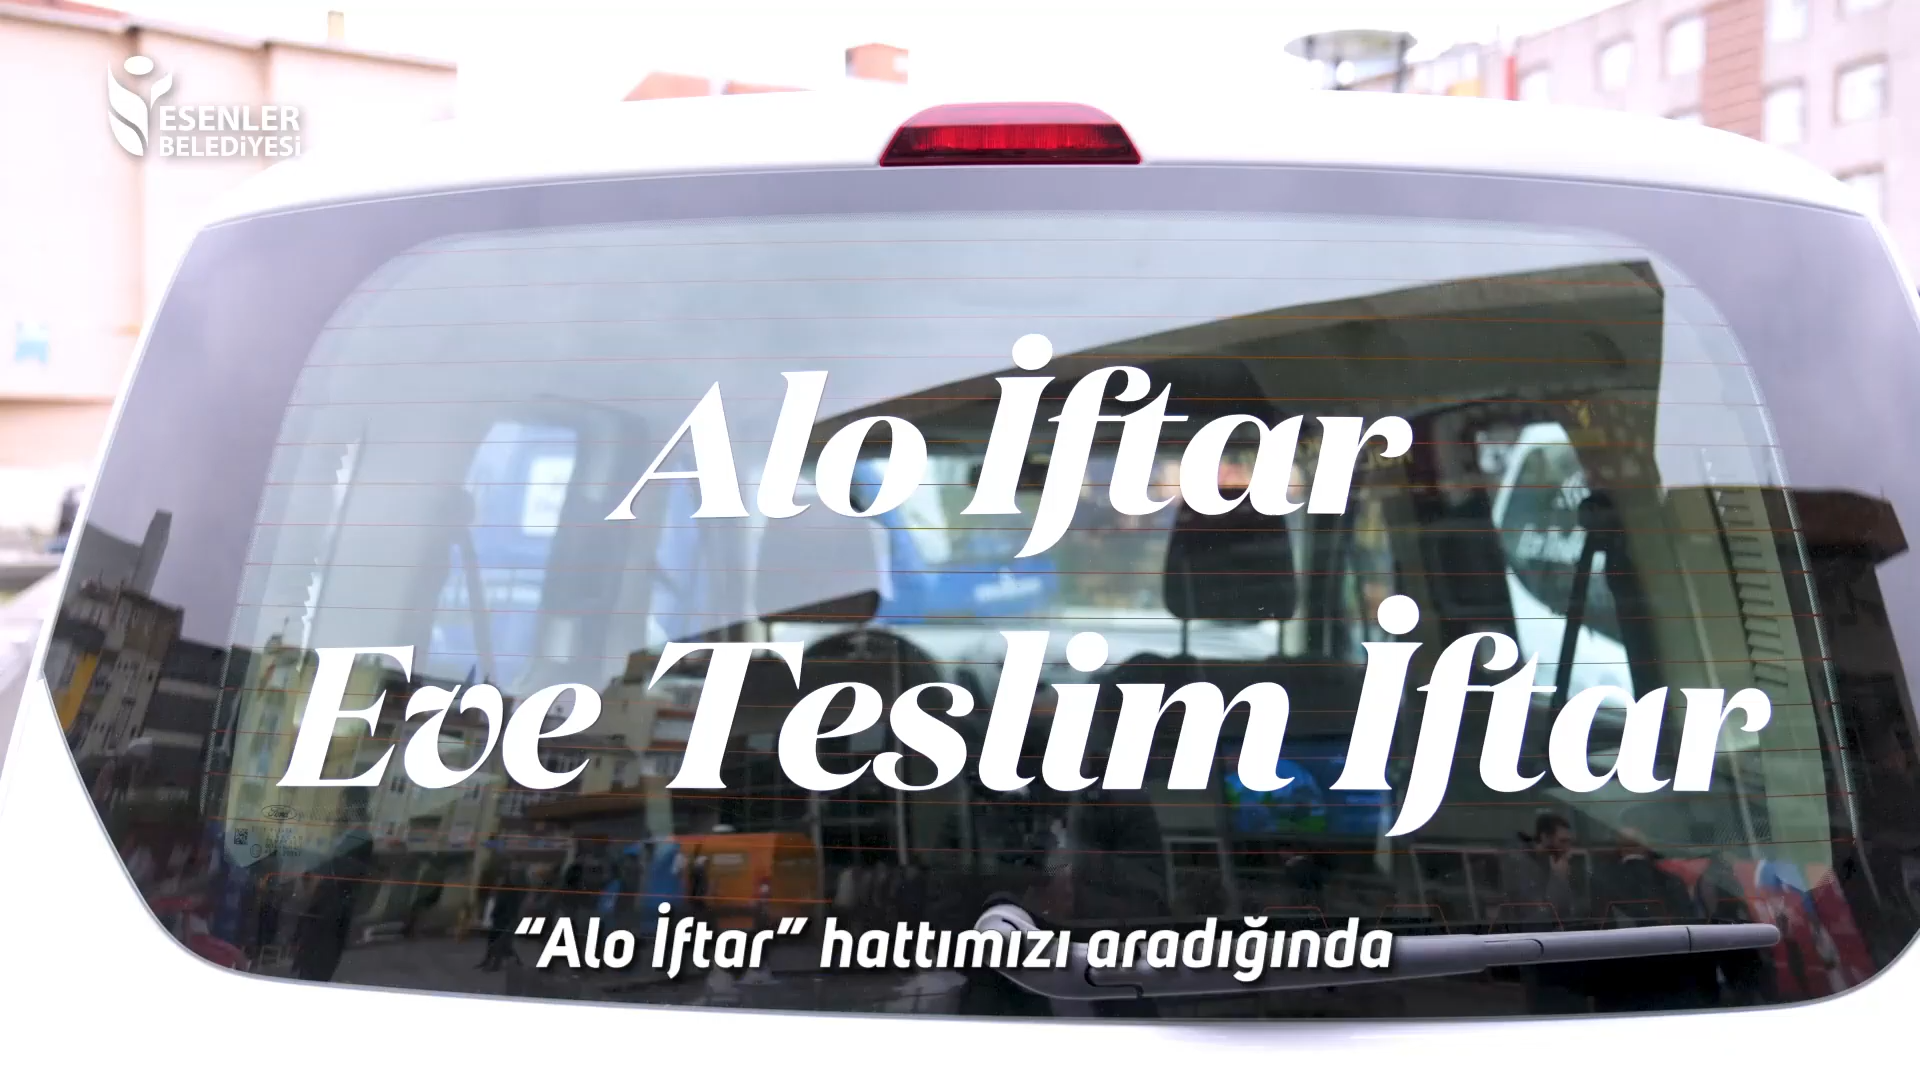 ESENLER
BELEDİYESİ
Alo İftar
Eve Teslim İftar
“Alo İftar” hattımızı aradığında